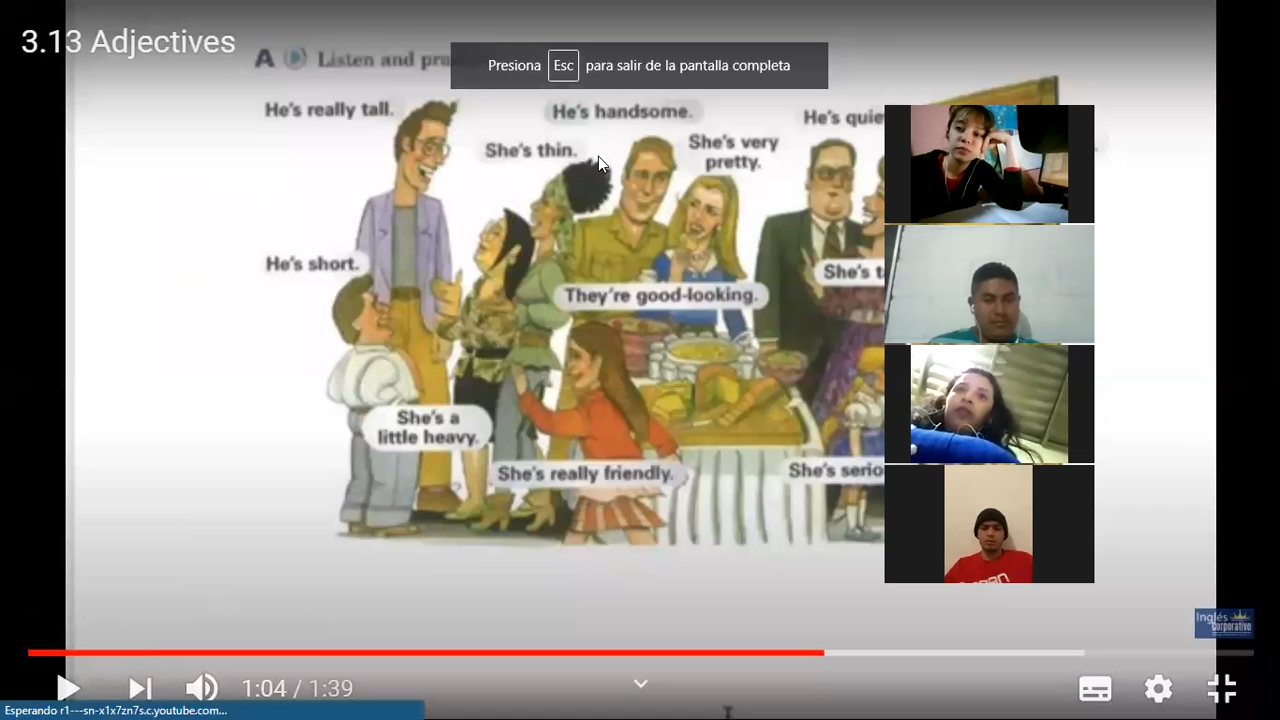 3.13 Adjectives
A Listen and pra
Presiona Esc para salir de la pantalla completa
He's really tall.
He's handsome.
He's quie
She's thin.
She's very
pretty.
He's short.
She's t
They're good-looking.
She's a
little heavy.
She's really friendly.
She's serio
Inglés
Corporativo
1:04 / 1:39
Esperando r1---sn-x1x7zn7s.c.youtube.com...